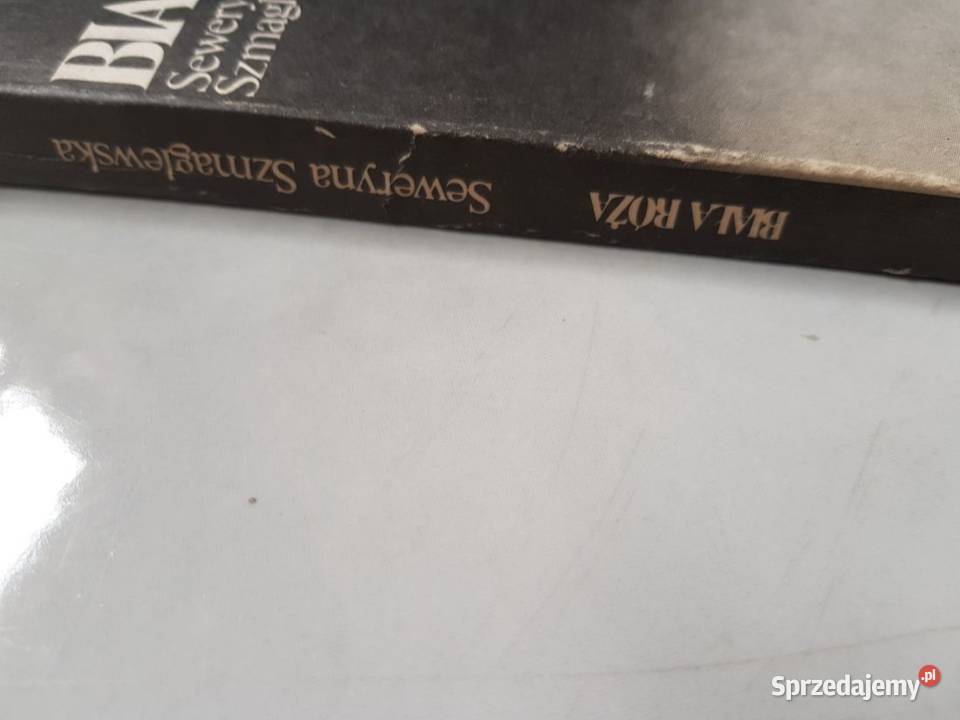 BIA
Sewery
Szmagl
Seweryna Szmaglewska
BIAŁA RÓŻA
Sprzedajemy.pl